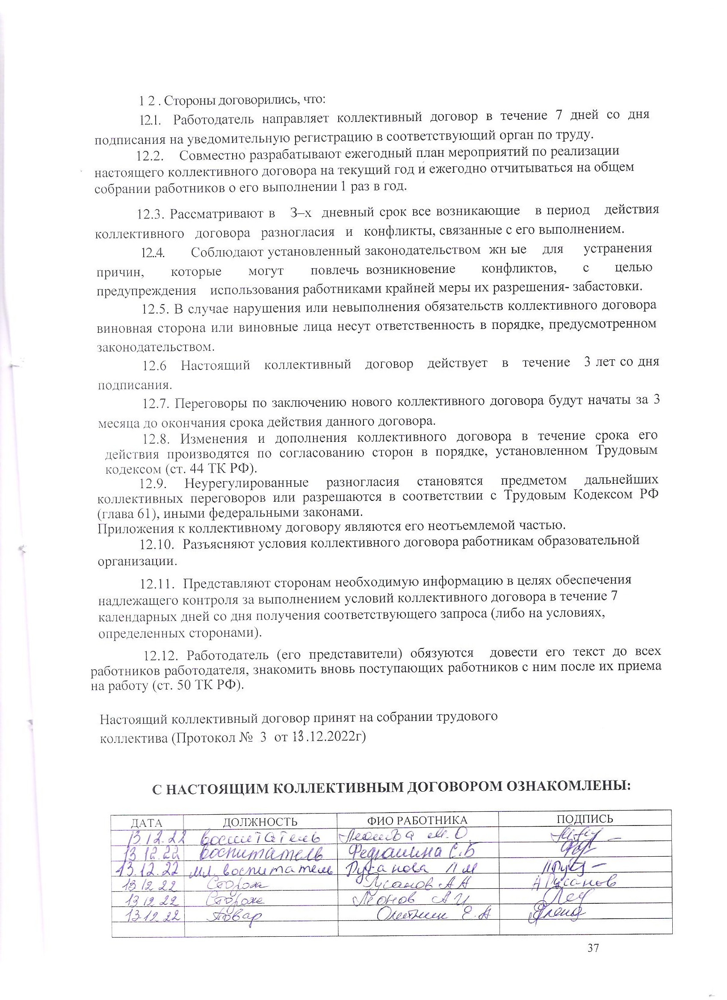 1 2 . Стороны договорились, что:
12.1. Работодатель направляет коллективный договор в течение 7 дней со дня
подписания на уведомительную регистрацию в соответствующий орган по труду.
12.2. Совместно разрабатывают ежегодный план мероприятий по реализации
настоящего коллективного договора на текущий год и ежегодно отчитываться на общем
собрании работников о его выполнении 1 раз в год.
12.3. Рассматривают в 3–х дневный срок все возникающие в период действия
коллективного договора разногласия и конфликты, связанные с его выполнением.
12..4. Соблюдают установленный законодательством жн ые для устранения
причин, которые могут повлечь возникновение конфликтов, с целью
предупреждения использования работниками крайней меры их разрешения- забастовки.
12.5. В случае нарушения или невыполнения обязательств коллективного договора
виновная сторона или виновные лица несут ответственность в порядке, предусмотренном
законодательством.
12.6 Настоящий коллективный договор действует в течение 3 лет со дня
подписания.
12.7. Переговоры по заключению нового коллективного договора будут начаты за 3
месяца до окончания срока действия данного договора.
12.8. Изменения и дополнения коллективного договора в течение срока его
действия производятся по согласованию сторон в порядке, установленном Трудовым
кодексом (ст. 44 ТК РФ).
12.9. Неурегулированные разногласия становятся предметом дальнейших
коллективных переговоров или разрешаются в соответствии с Трудовым Кодексом РФ
(глава 61), иными федеральными законами.
Приложения к коллективному договору являются его неотъемлемой частью.
12.10. Разъясняют условия коллективного договора работникам образовательной
организации.
12.11. Представляют сторонам необходимую информацию в целях обеспечения
надлежащего контроля за выполнением условий коллективного договора в течение 7
календарных дней со дня получения соответствующего запроса (либо на условиях,
определенных сторонами).
12.12. Работодатель (его представители) обязуются довести его текст до всех
работников работодателя, знакомить вновь поступающих работников с ним после их приема
на работу (ст. 50 ТК РФ).
Настоящий коллективный договор принят на собрании трудового
коллектива (Протокол № 3 от 13.12.2022г)
С НАСТОЯЩИМ КОЛЛЕКТИВНЫМ ДОГОВОРОМ ОЗНАКОМЛЕНЫ:
ДАТА ДОЛЖНОСТЬ ФИО РАБОТНИКА ПОДПИСЬ
13.12.22 воспитатель М. О.
13 12.22 воспитатель Федюшина С.Б
13.12.22 мл. воспитатель Русанова Л М
13 12 22 Сторож Русанов А Н А Русанов
13 12 22 Сторож Леонов А И
13.12.22 Повар Е. А
37